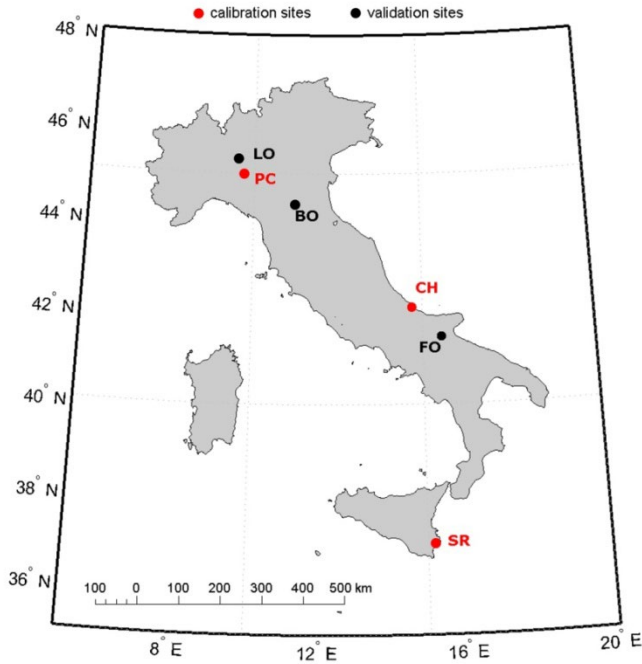 calibration sites validation sites
48° N
46° N
LO
PC
44° N
BO
CH
42° N
FO
40° N
38° N
SR
36° N
100 0 100 200 300 400 500 km
8° E 12° E 16° E 20° E